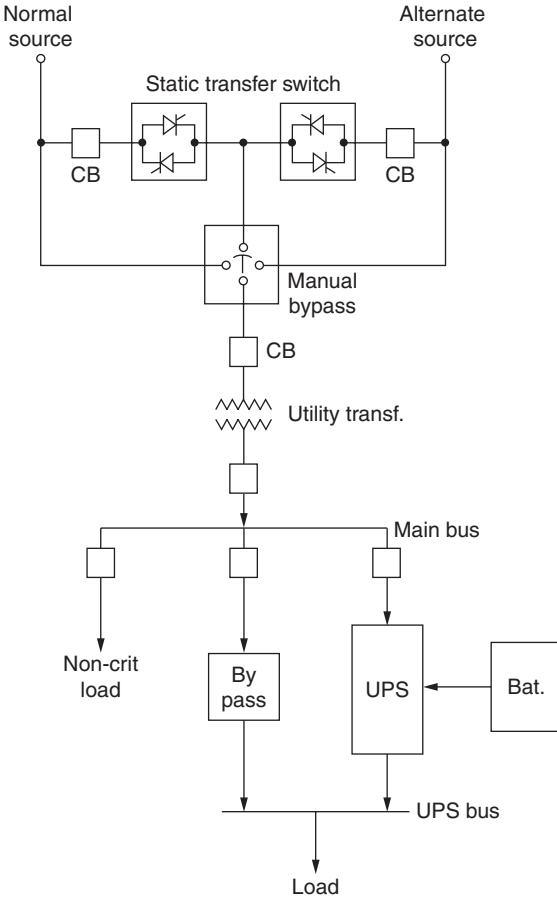 Normal
source
Alternate
source
Static transfer switch
CB
CB
Manual
bypass
CB
Utility transf.
Main bus
Non-crit
load
By
pass
UPS
Bat.
UPS bus
Load